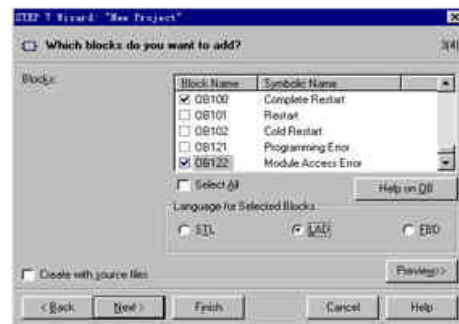 STEP 7 Wizard: "New Project"
Which blocks do you want to add?
3(4)
Blocks:
Block Name Symbolic Name
OB100 Complete Restart
OB101 Restart
OB102 Cold Restart
OB121 Programming Error
OB122 Module Access Error
Select All
Help on OB
Language for Selected Blocks
STL LAD FBD
Create with source files
Preview>>
< Back Next > Finish Cancel Help